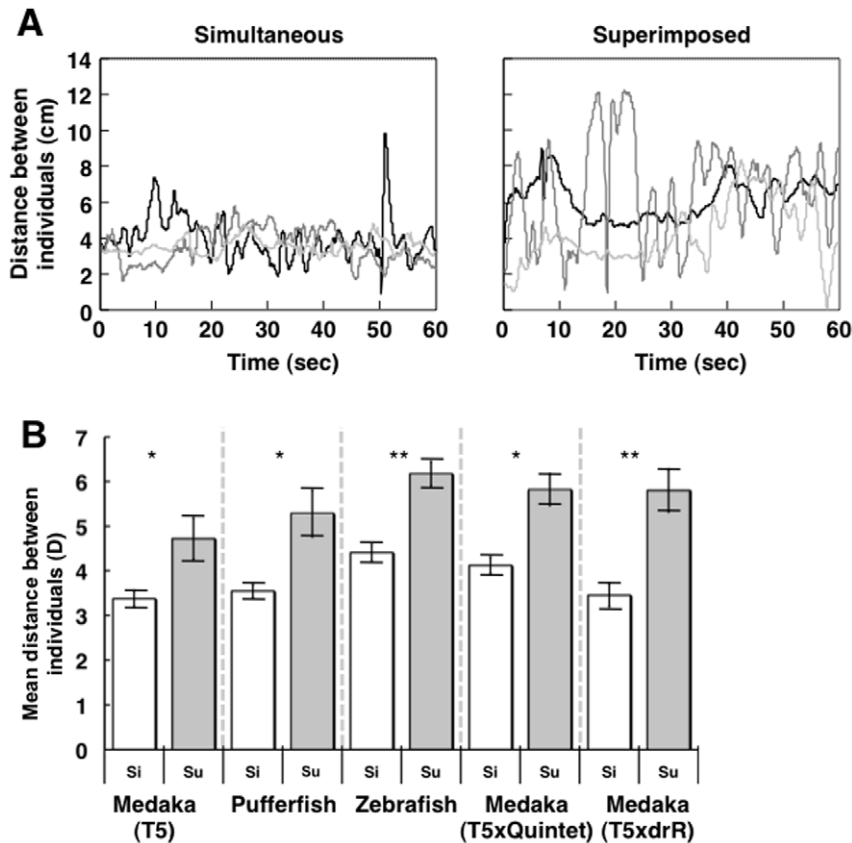 A
Simultaneous
Superimposed
Distance between
individuals (cm)
14
12
10
8
6
4
2
0
0 10 20 30 40 50 60
0 10 20 30 40 50 60
Time (sec)
Time (sec)
B
Mean distance between
individuals (D)
7
6
5
4
3
2
1
0
* * ** * **
Si Su Si Su Si Su Si Su Si Su
Medaka Pufferfish Zebrafish Medaka Medaka
(T5) (T5xQuintet) (T5xdrR)